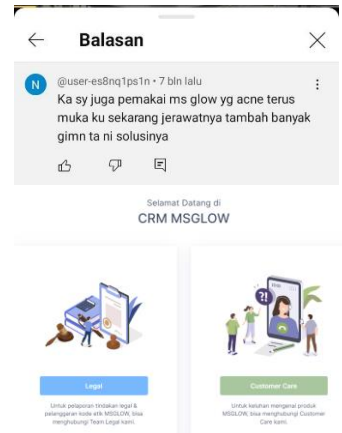 Balasan
N
@user-es8nq1ps1n • 7 bln lalu
Ka sy juga pemakai ms glow yg acne terus
muka ku sekarang jerawatnya tambah banyak
gimn ta ni solusinya
Selamat Datang di
CRM MSGLOW
?!
Legal
Customer Care
Untuk pelaporan tindakan legal &
pelanggaran kode etik MSGLOW, bisa
menghubungi Team Legal kami.
Untuk keluhan mengenai produk
MSGLOW, bisa menghubungi Customer
Care kami.